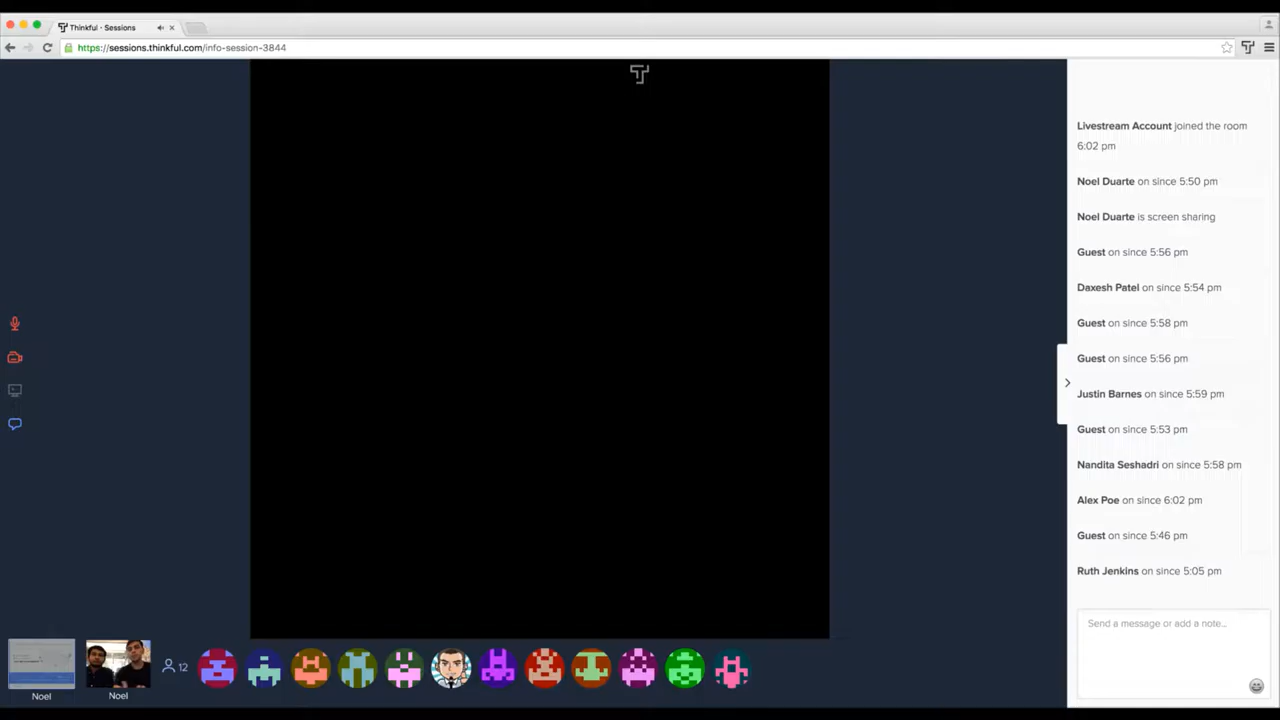 Thinkful - Sessions
https://sessions.thinkful.com/info-session-3844
Livestream Account joined the room
6:02 pm
Noel Duarte on since 5:50 pm
Noel Duarte is screen sharing
Guest on since 5:56 pm
Daxesh Patel on since 5:54 pm
Guest on since 5:58 pm
Guest on since 5:56 pm
Justin Barnes on since 5:59 pm
Guest on since 5:53 pm
Nandita Seshadri on since 5:58 pm
Alex Poe on since 6:02 pm
Guest on since 5:46 pm
Ruth Jenkins on since 5:05 pm
Send a message or add a note...
12
Noel
Noel